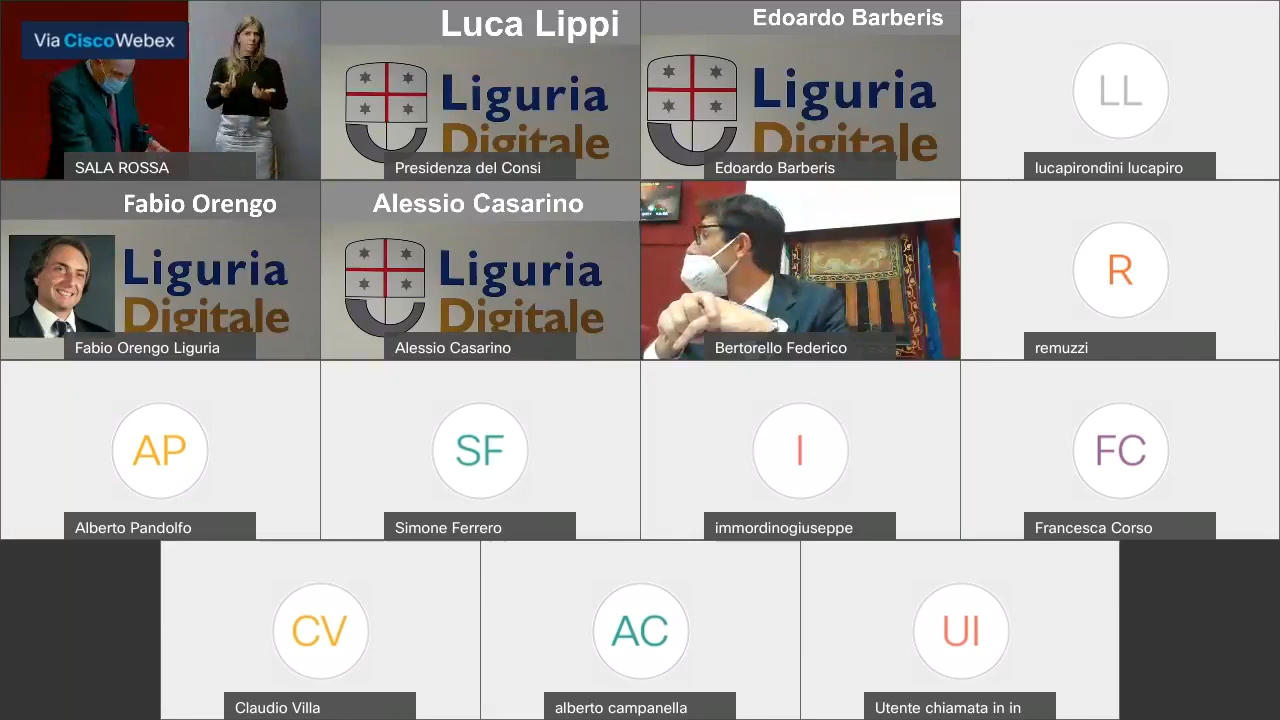 Via Cisco Webex
SALA ROSSA
Luca Lippi
Liguria
Digitale
Presidenza del Consi
Edoardo Barberis
Liguria
Digitale
Edoardo Barberis
LL
lucapirondini lucapiro
Fabio Orengo
Liguria
Digitale
Fabio Orengo Liguria
Alessio Casarino
Liguria
Digitale
Alessio Casarino
Bertorello Federico
R
remuzzi
AP
Alberto Pandolfo
SF
Simone Ferrero
I
immordinogiuseppe
FC
Francesca Corso
CV
Claudio Villa
AC
alberto campanella
UI
Utente chiamata in in